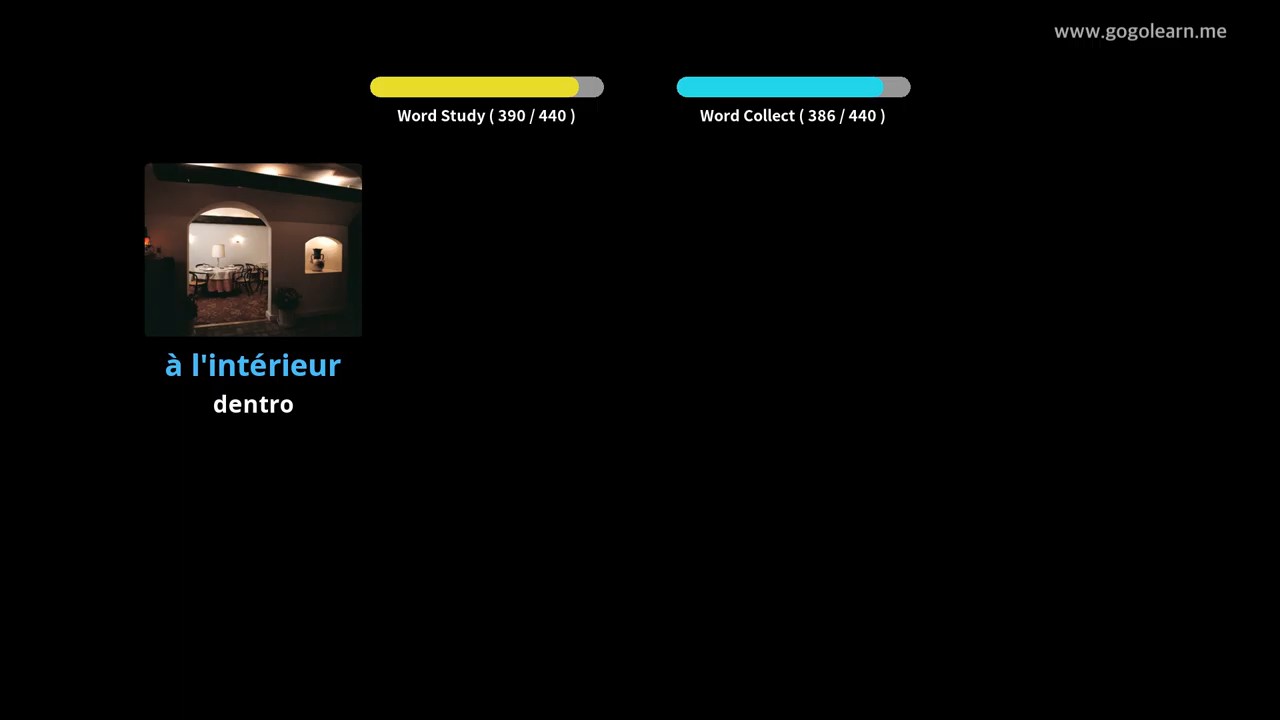 www.gogolearn.me
Word Study ( 390 / 440 )
Word Collect ( 386 / 440 )
à l'intérieur
dentro